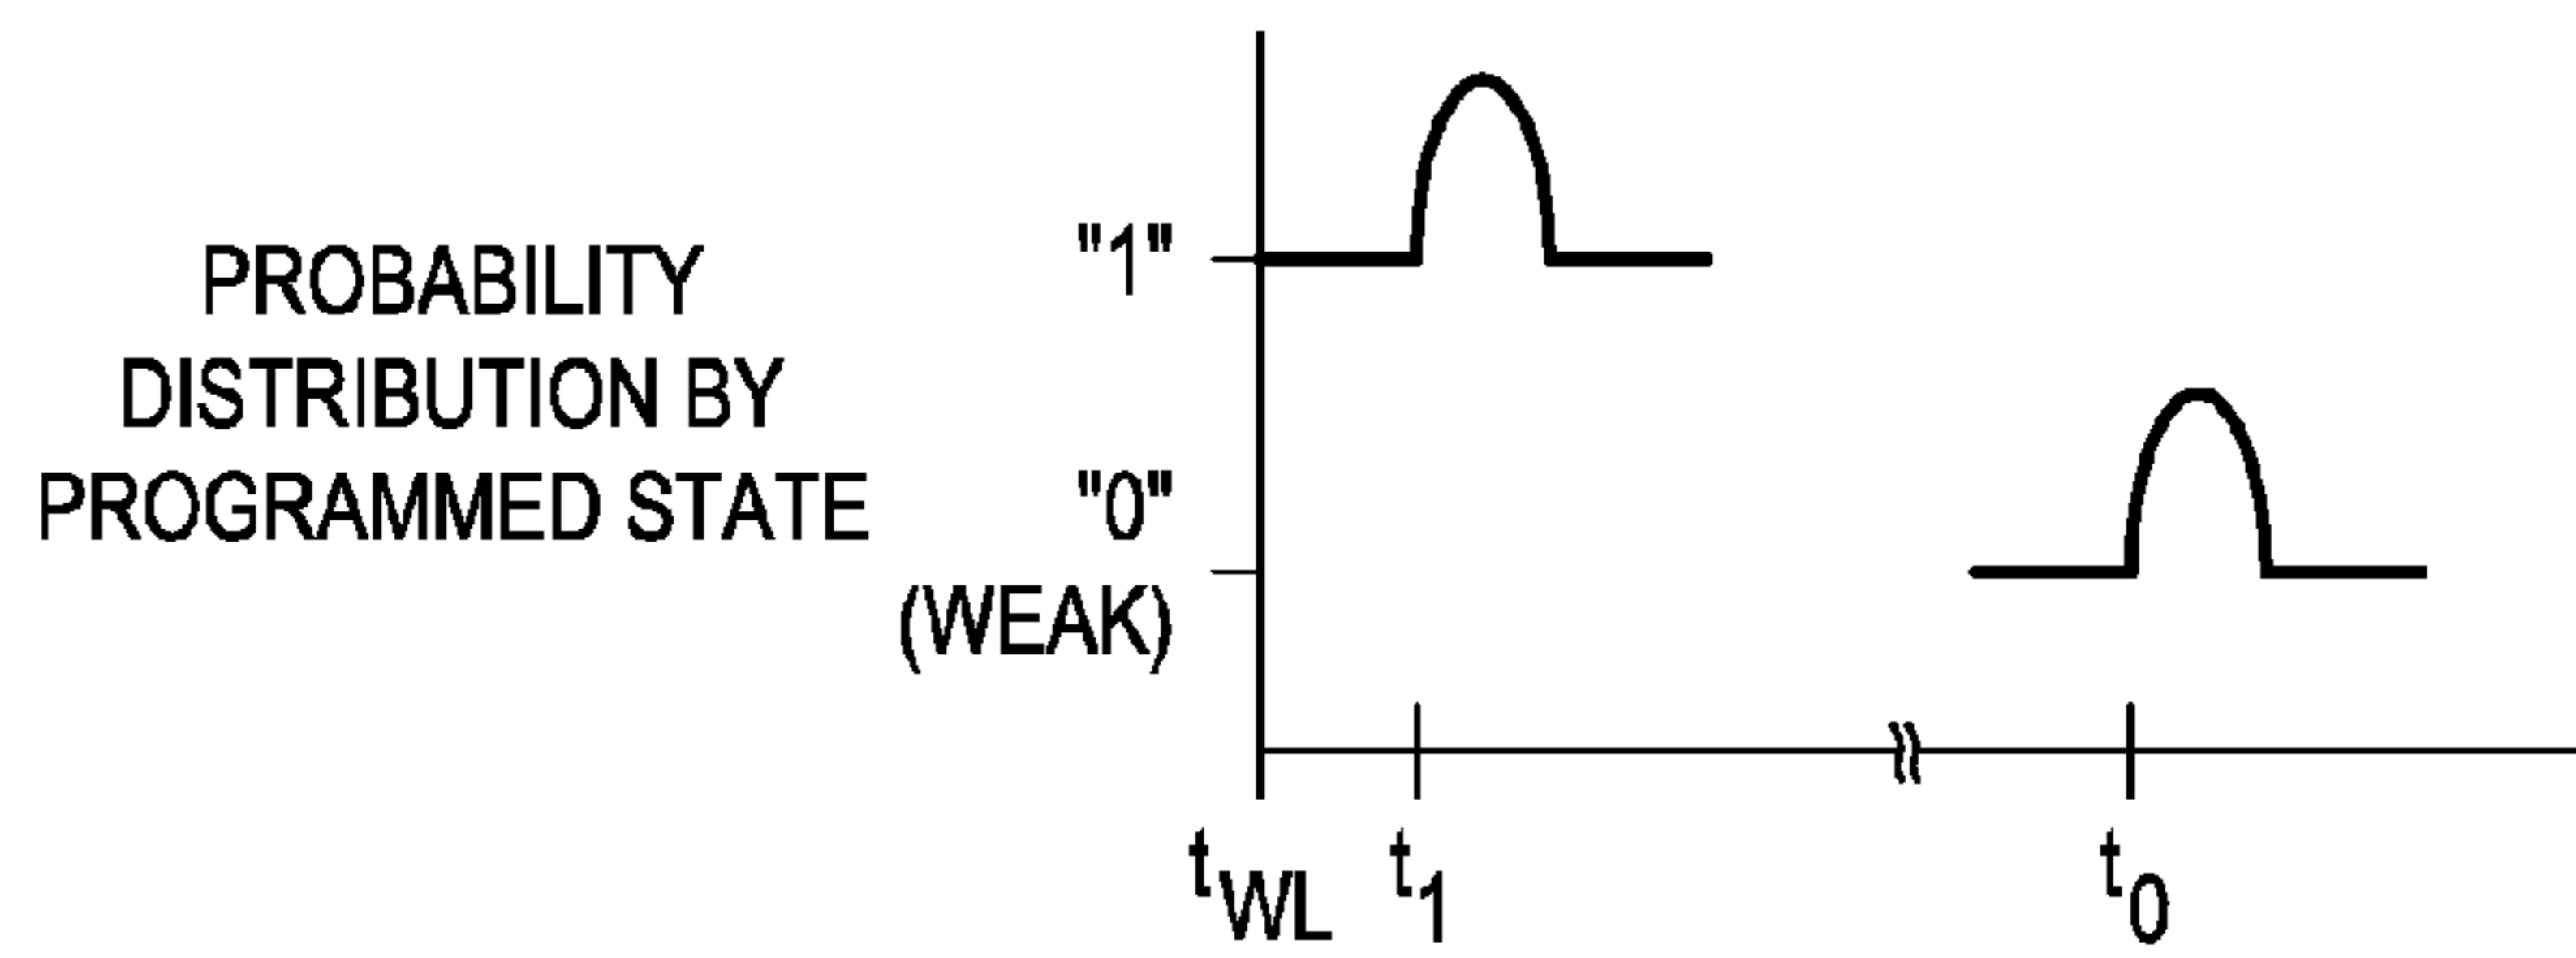 PROBABILITY
DISTRIBUTION BY
PROGRAMMED STATE
"1"
"0"
(WEAK)
tWL
t1
t0